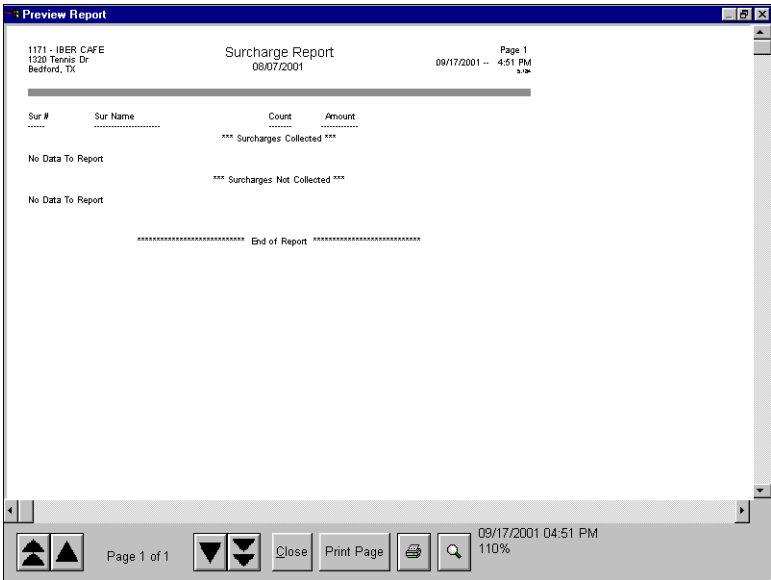 Preview Report
1171 - IBER CAFE
1320 Tennis Dr
Bedford, TX
Surcharge Report
08/07/2001
Page 1
09/17/2001 -- 4:51 PM
Sur # Sur Name Count Amount
------ ---------------------- -------- ------------
*** Surcharges Collected ***
No Data To Report
*** Surcharges Not Collected ***
No Data To Report
**************************** End of Report ****************************
Page 1 of 1
Close
Print Page
09/17/2001 04:51 PM
110%